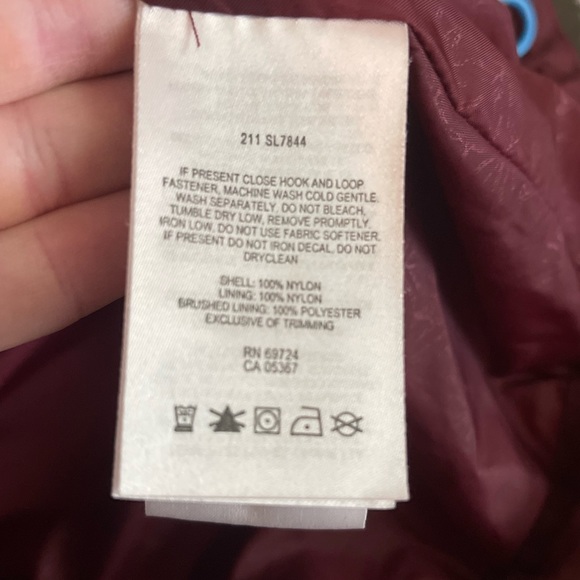 211 SL7844
IF PRESENT CLOSE HOOK AND LOOP
FASTENER, MACHINE WASH COLD GENTLE.
WASH SEPARATELY, DO NOT BLEACH,
TUMBLE DRY LOW, REMOVE PROMPTLY,
IRON LOW, DO NOT USE FABRIC SOFTENER,
IF PRESENT DO NOT IRON DECAL, DO NOT
DRYCLEAN
SHELL: 100% NYLON
LINING: 100% NYLON
BRUSHED LINING: 100% POLYESTER
EXCLUSIVE OF TRIMMING
RN 69724
CA 05367